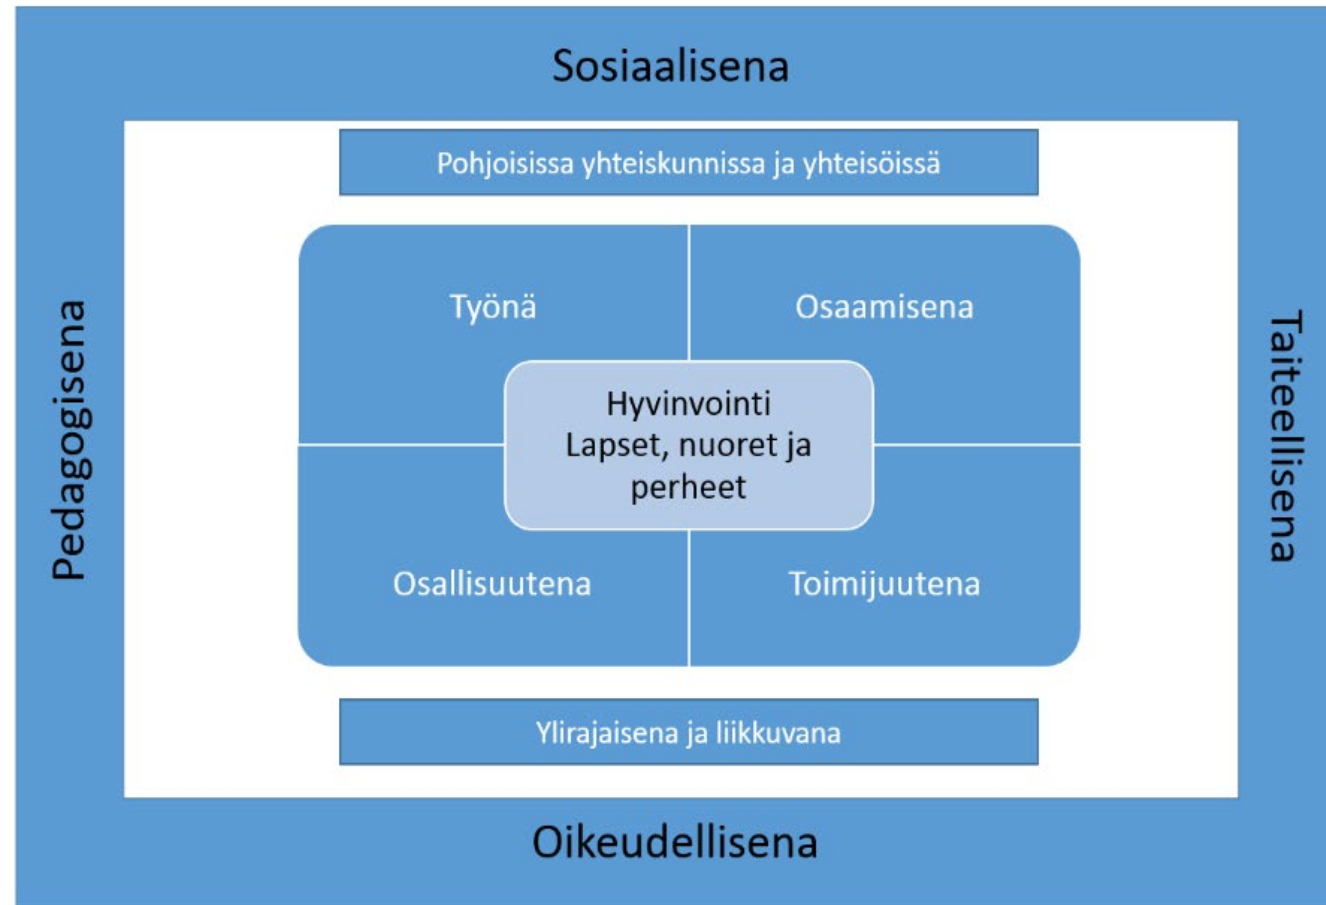 Sosiaalisena
Pohjoisissa yhteiskunnissa ja yhteisöissä
Pedagogisena
Työnä
Osaamisena
Hyvinvointi
Lapset, nuoret ja
perheet
Osallisuutena
Toimijuutena
Taiteellisena
Ylirajaisena ja liikkuvana
Oikeudellisena